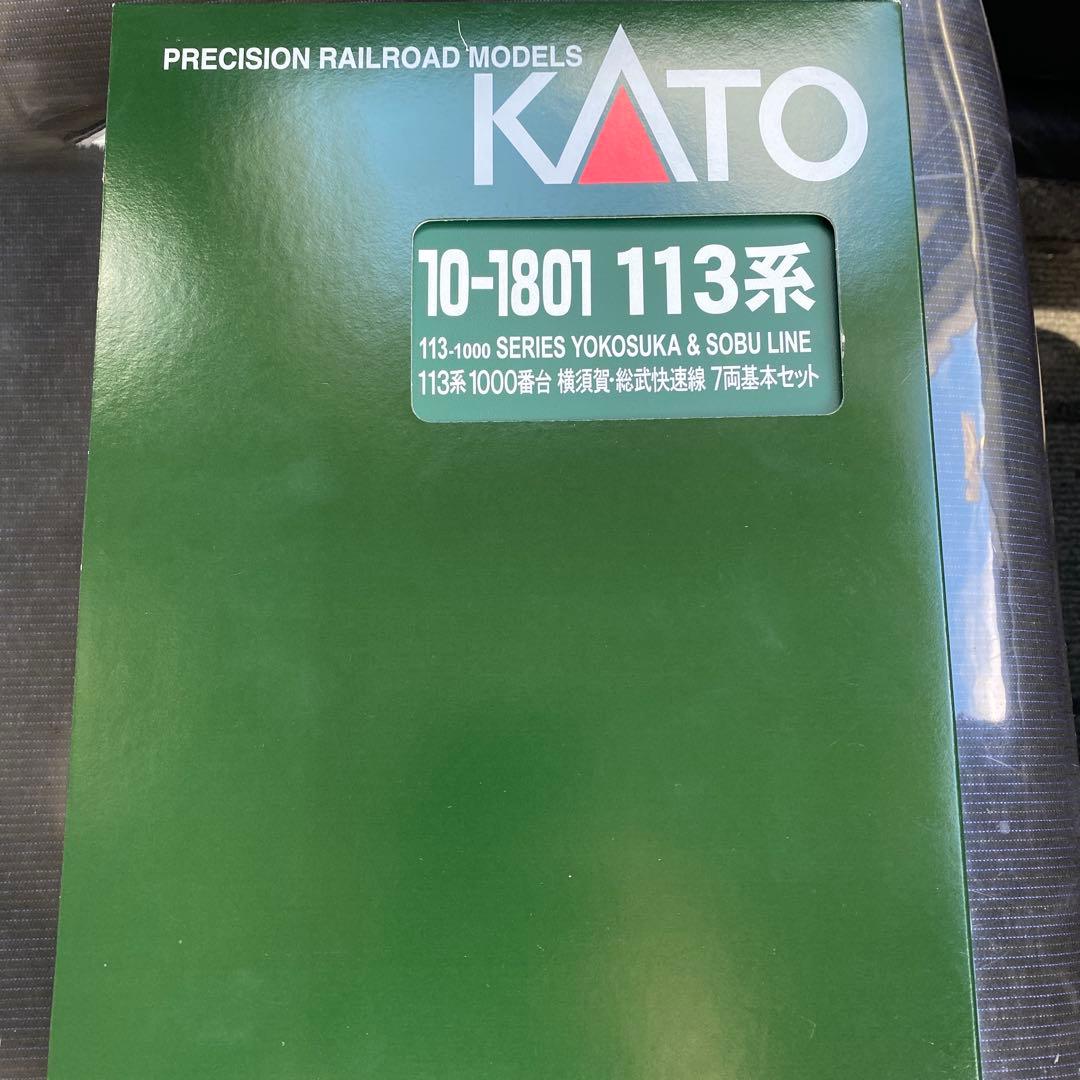 PRECISION RAILROAD MODELS
KATO
10-1801 113系
113-1000 SERIES YOKOSUKA & SOBU LINE
113系1000番台 横須賀・総武快速線 7両基本セット